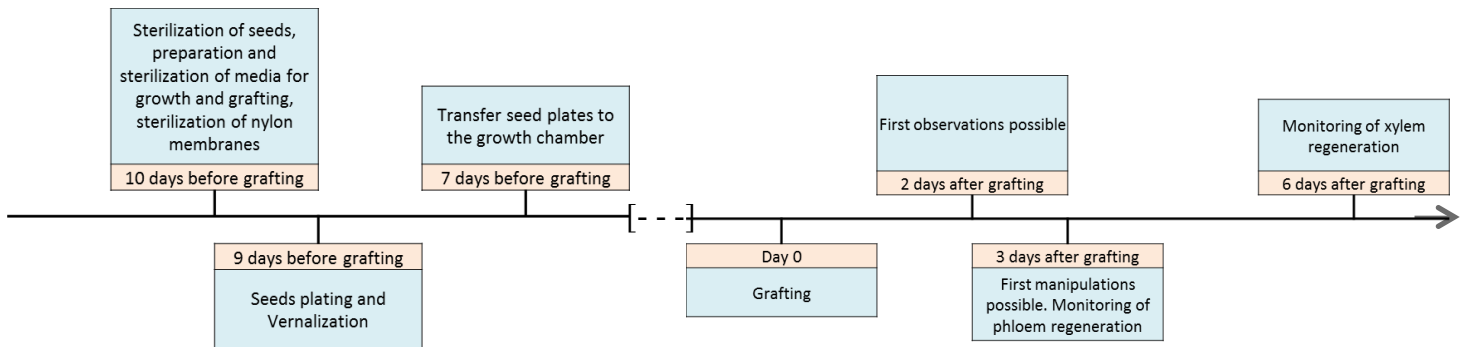 Sterilization of seeds,
preparation and
sterilization of media for
growth and grafting,
sterilization of nylon
membranes
10 days before grafting
9 days before grafting
Seeds plating and
Vernalization
Transfer seed plates to
the growth chamber
7 days before grafting
Day 0
Grafting
First observations possible
2 days after grafting
3 days after grafting
First manipulations
possible. Monitoring of
phloem regeneration
Monitoring of xylem
regeneration
6 days after grafting